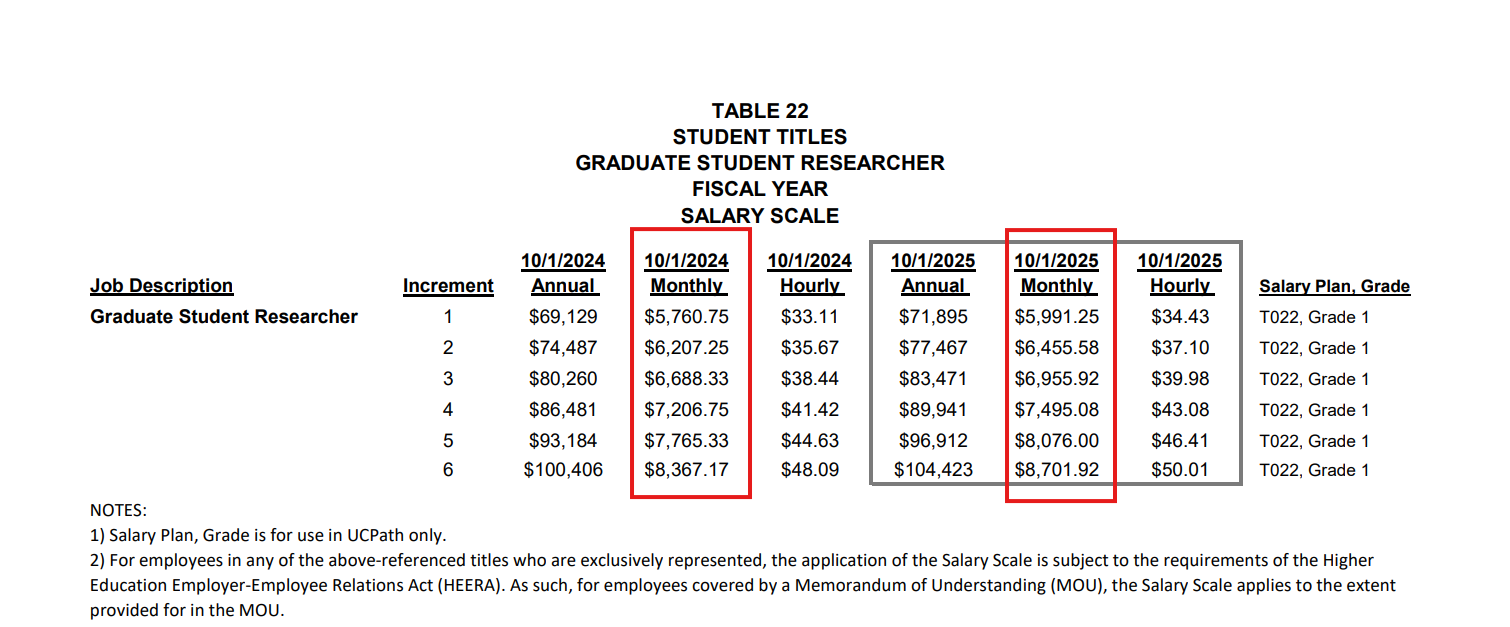 TABLE 22
STUDENT TITLES
GRADUATE STUDENT RESEARCHER
FISCAL YEAR
SALARY SCALE
10/1/2024 10/1/2024 10/1/2024 10/1/2025 10/1/2025 10/1/2025
Job Description Increment Annual Monthly Hourly Annual Monthly Hourly Salary Plan, Grade
Graduate Student Researcher 1 $69,129 $5,760.75 $33.11 $71,895 $5,991.25 $34.43 T022, Grade 1
2 $74,487 $6,207.25 $35.67 $77,467 $6,455.58 $37.10 T022, Grade 1
3 $80,260 $6,688.33 $38.44 $83,471 $6,955.92 $39.98 T022, Grade 1
4 $86,481 $7,206.75 $41.42 $89,941 $7,495.08 $43.08 T022, Grade 1
5 $93,184 $7,765.33 $44.63 $96,912 $8,076.00 $46.41 T022, Grade 1
6 $100,406 $8,367.17 $48.09 $104,423 $8,701.92 $50.01 T022, Grade 1
NOTES:
1) Salary Plan, Grade is for use in UCPath only.
2) For employees in any of the above-referenced titles who are exclusively represented, the application of the Salary Scale is subject to the requirements of the Higher
Education Employer-Employee Relations Act (HEERA). As such, for employees covered by a Memorandum of Understanding (MOU), the Salary Scale applies to the extent
provided for in the MOU.